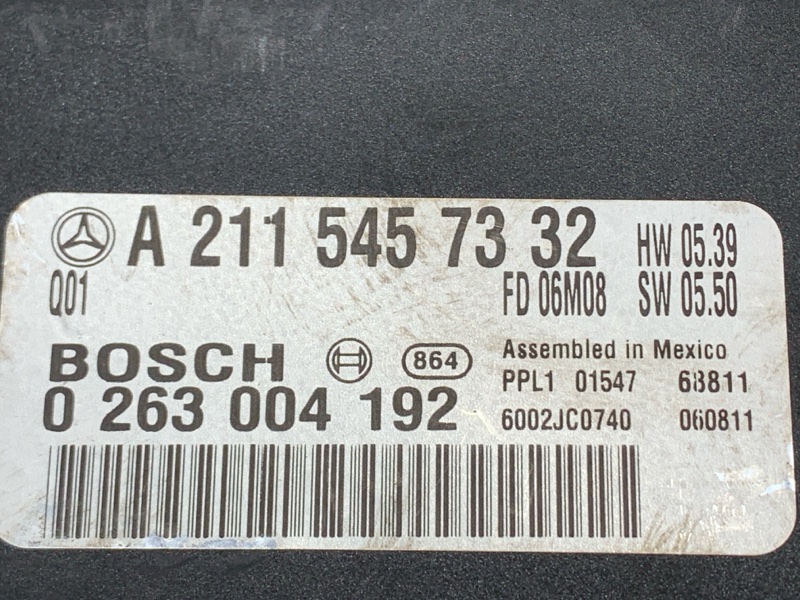 A 211 545 73 32 HW 05.39
Q01 FD 06M08 SW 05.50
BOSCH 864 Assembled in Mexico
PPL1 01547 68811
0 263 004 192 6002JC0740 060811